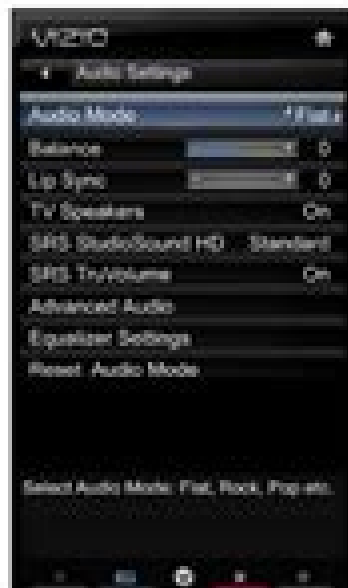 VIZIO
Audio Settings
Audio Mode Flat
Balance 0
Lip Sync 0
TV Speakers On
SRS StudioSound HD Standard
SRS TruVolume On
Advanced Audio
Equalizer Settings
Reset Audio Mode
Select Audio Mode: Flat, Rock, Pop etc.